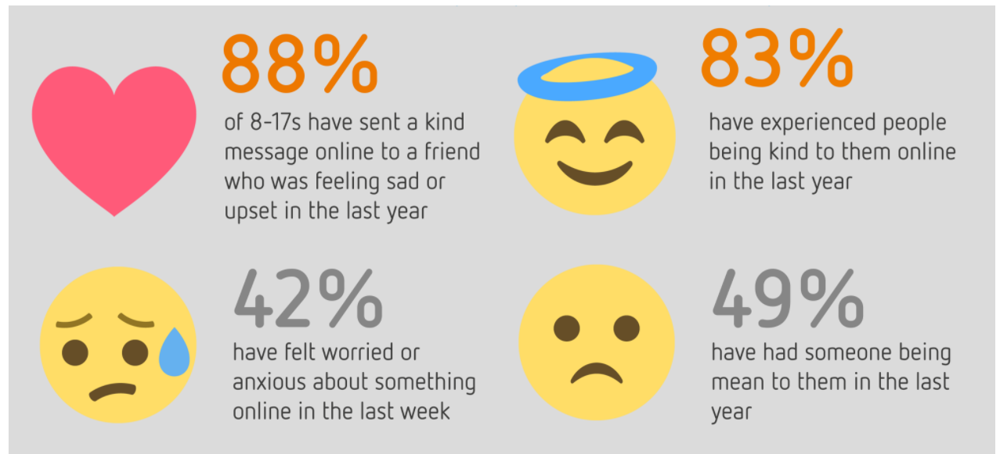 88%
of 8-17s have sent a kind
message online to a friend
who was feeling sad or
upset in the last year
83%
have experienced people
being kind to them online
in the last year
42%
have felt worried or
anxious about something
online in the last week
49%
have had someone being
mean to them in the last
year